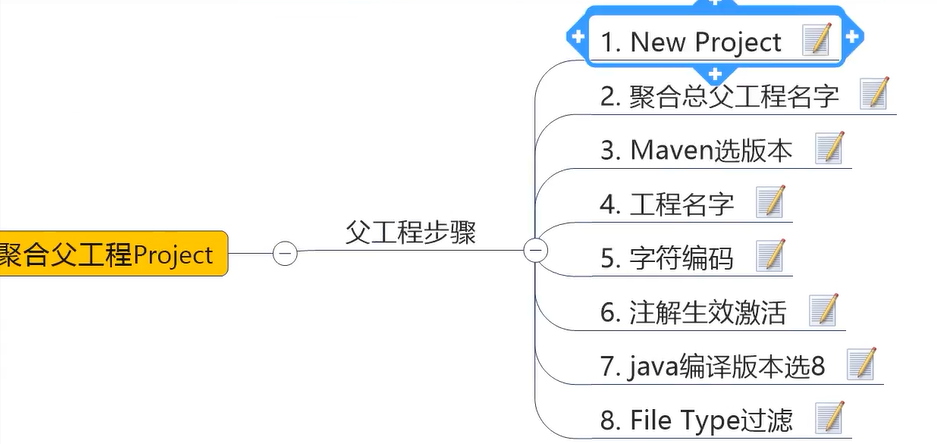 聚合父工程Project
父工程步骤
1. New Project
2. 聚合总父工程名字
3. Maven选版本
4. 工程名字
5. 字符编码
6. 注解生效激活
7. java编译版本选8
8. File Type过滤